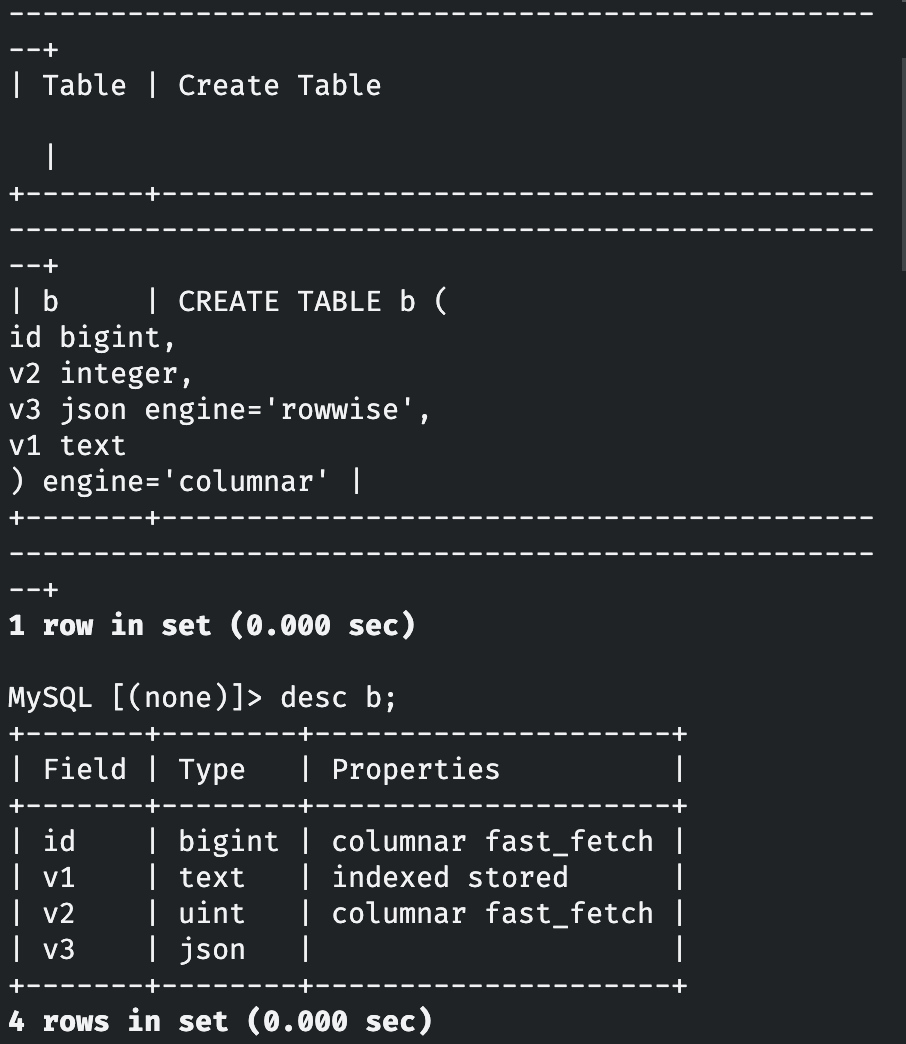 ---------------------------------------------------
--+
| Table | Create Table

  |
+-------+------------------------------------------
---------------------------------------------------
--+
| b     | CREATE TABLE b (
id bigint,
v2 integer,
v3 json engine='rowwise',
v1 text
) engine='columnar' |
+-------+------------------------------------------
---------------------------------------------------
--+
1 row in set (0.000 sec)

MySQL [(none)]> desc b;
+-------+--------+---------------------+
| Field | Type   | Properties          |
+-------+--------+---------------------+
| id    | bigint | columnar fast_fetch |
| v1    | text   | indexed stored      |
| v2    | uint   | columnar fast_fetch |
| v3    | json   |                     |
+-------+--------+---------------------+
4 rows in set (0.000 sec)